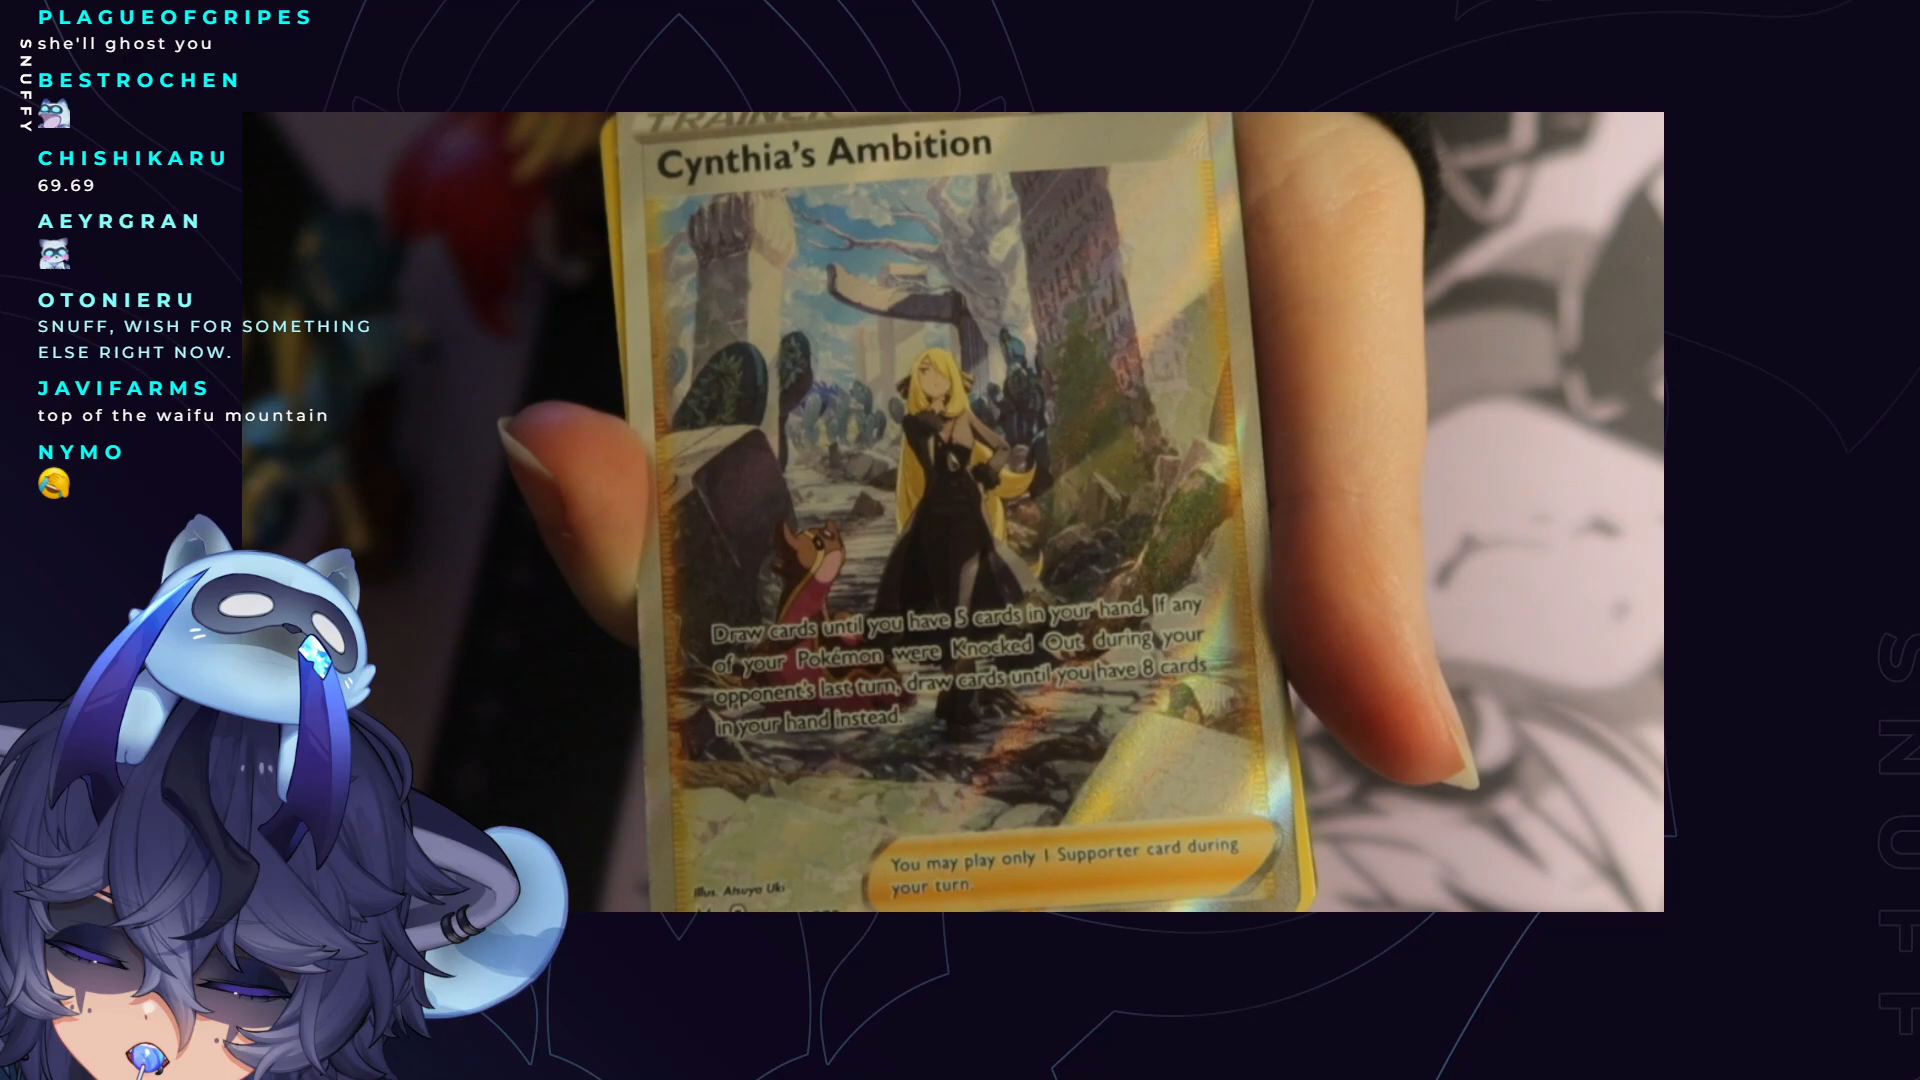 PLAGUEOFGRIPES
she'll ghost you
SNUFFY
BESTROCHEN
CHISHIKARU
69.69
AEYRGRAN
OTONIERU
SNUFF, WISH FOR SOMETHING
ELSE RIGHT NOW.
JAVIFARMS
top of the waifu mountain
NYMO
TRAINER
Cynthia's Ambition
Draw cards until you have 5 cards in your hand. If any
of your Pokémon were Knocked Out during your
opponent's last turn, draw cards until you have 8 cards
in your hand instead.
You may play only 1 Supporter card during
your turn.
Illus. Atsuya Uki
SNUFF